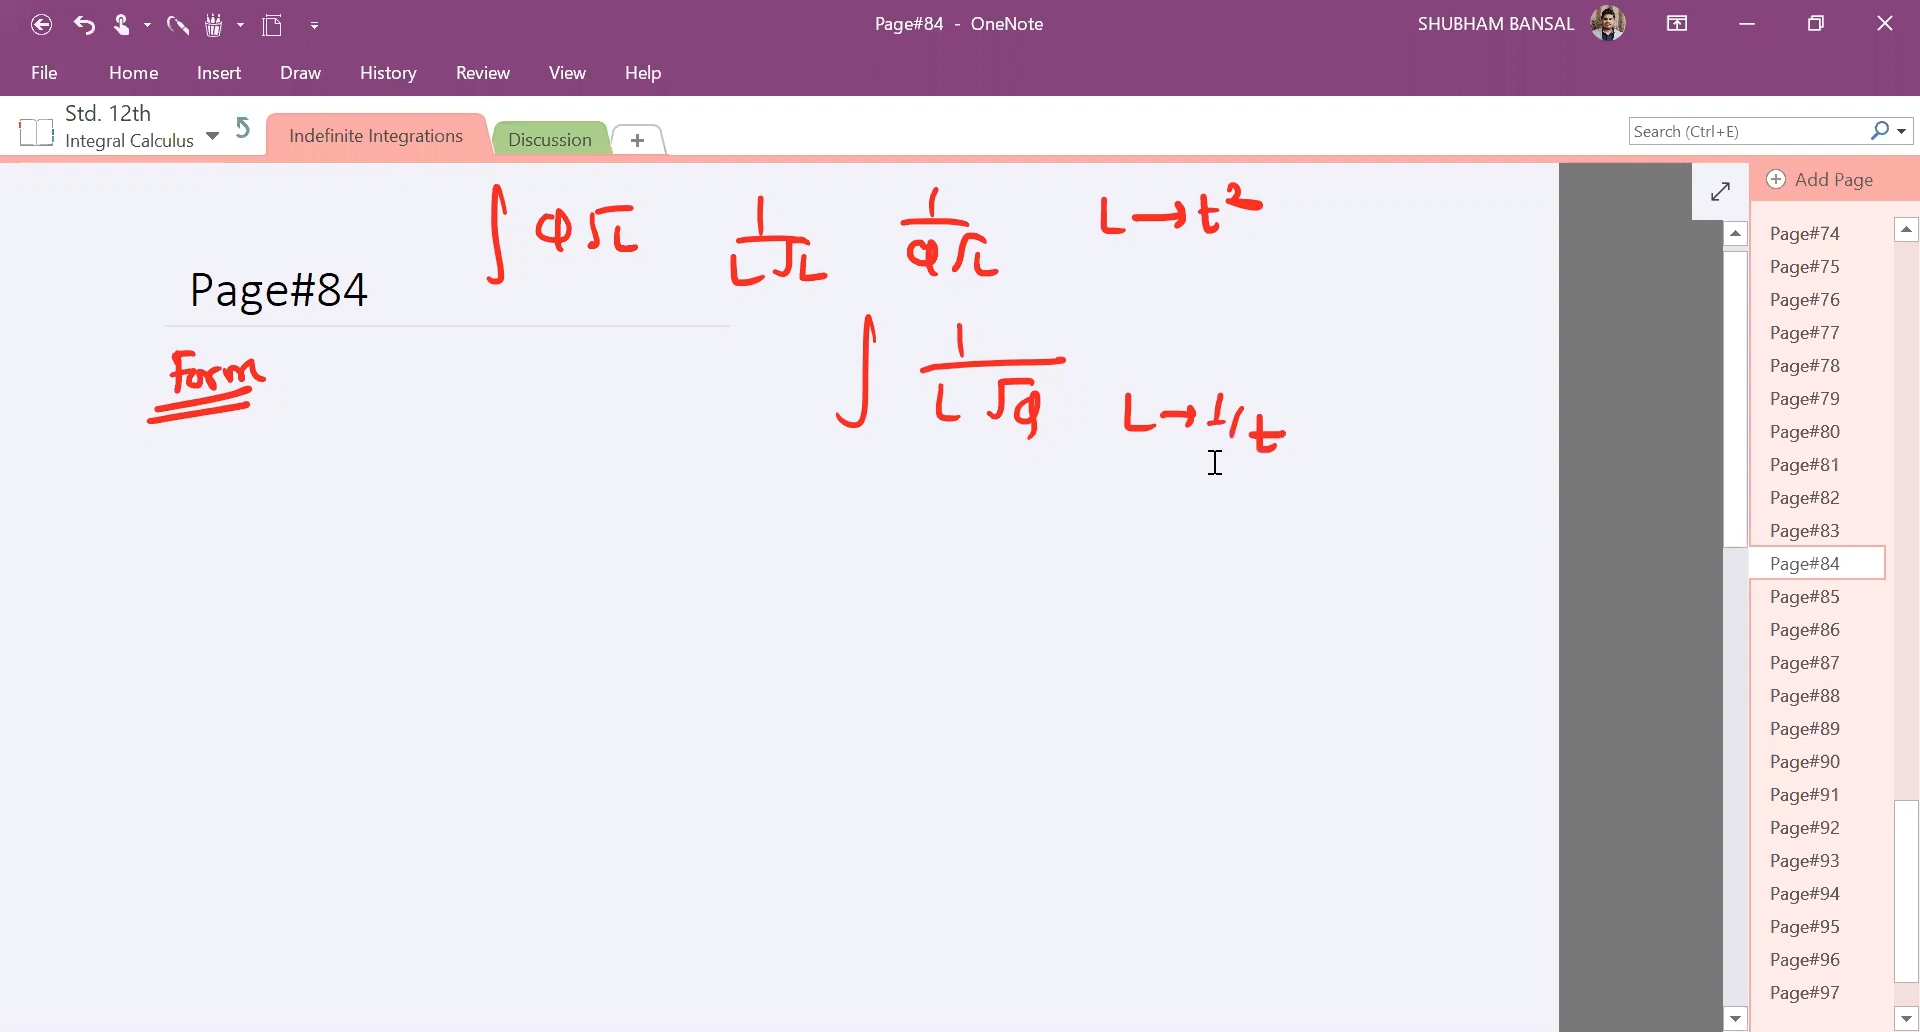 Page#84 - OneNote
SHUBHAM BANSAL
File Home Insert Draw History Review View Help
Std. 12th
Integral Calculus
Indefinite Integrations
Discussion
+
Search (Ctrl+E)
Add Page
∫ Q√L 1/(L√L) 1/(Q√L) L → t²
Page#84
Form
∫ 1/(L√Q) L → 1/t
Page#74
Page#75
Page#76
Page#77
Page#78
Page#79
Page#80
Page#81
Page#82
Page#83
Page#84
Page#85
Page#86
Page#87
Page#88
Page#89
Page#90
Page#91
Page#92
Page#93
Page#94
Page#95
Page#96
Page#97